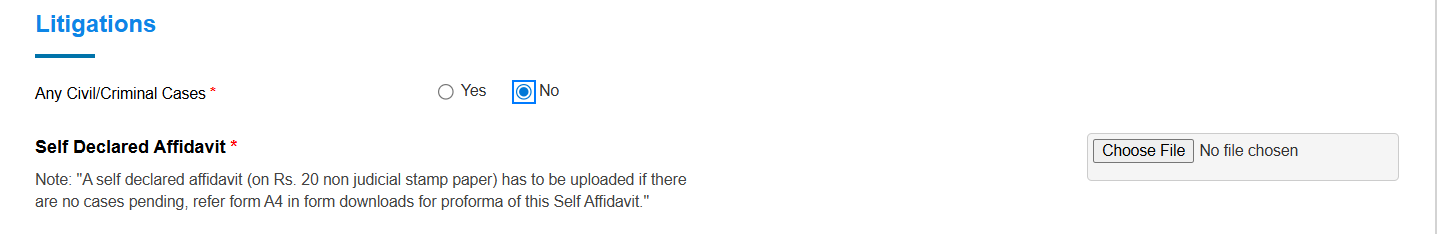 Litigations
Any Civil/Criminal Cases * Yes No
Self Declared Affidavit * Choose File No file chosen
Note: "A self declared affidavit (on Rs. 20 non judicial stamp paper) has to be uploaded if there
are no cases pending, refer form A4 in form downloads for proforma of this Self Affidavit."